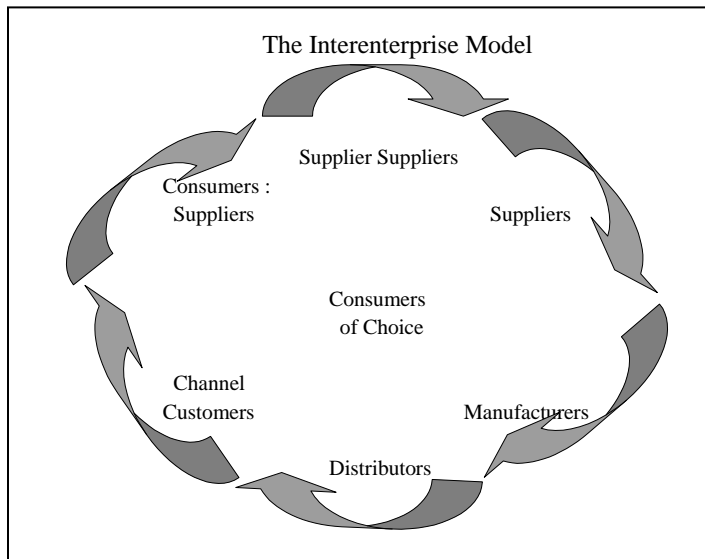 The Interenterprise Model
Supplier Suppliers
Consumers :
Suppliers
Suppliers
Consumers
of Choice
Channel
Customers
Manufacturers
Distributors